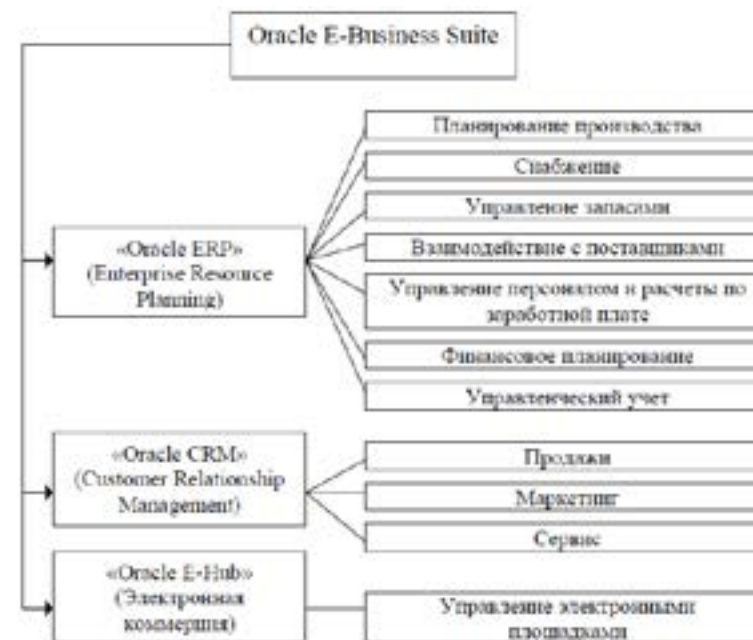 Oracle E-Business Suite
Планирование производства
Снабжение
Управление запасами
Взаимодействие с поставщиками
Управление персоналом и расчеты по
заработной плате
Финансовое планирование
Управленческий учет
«Oracle ERP»
(Enterprise Resource
Planning)
«Oracle CRM»
(Customer Relationship
Management)
Продажи
Маркетинг
Сервис
«Oracle E-Hub»
(Электронная
коммерция)
Управление электронными
площадками